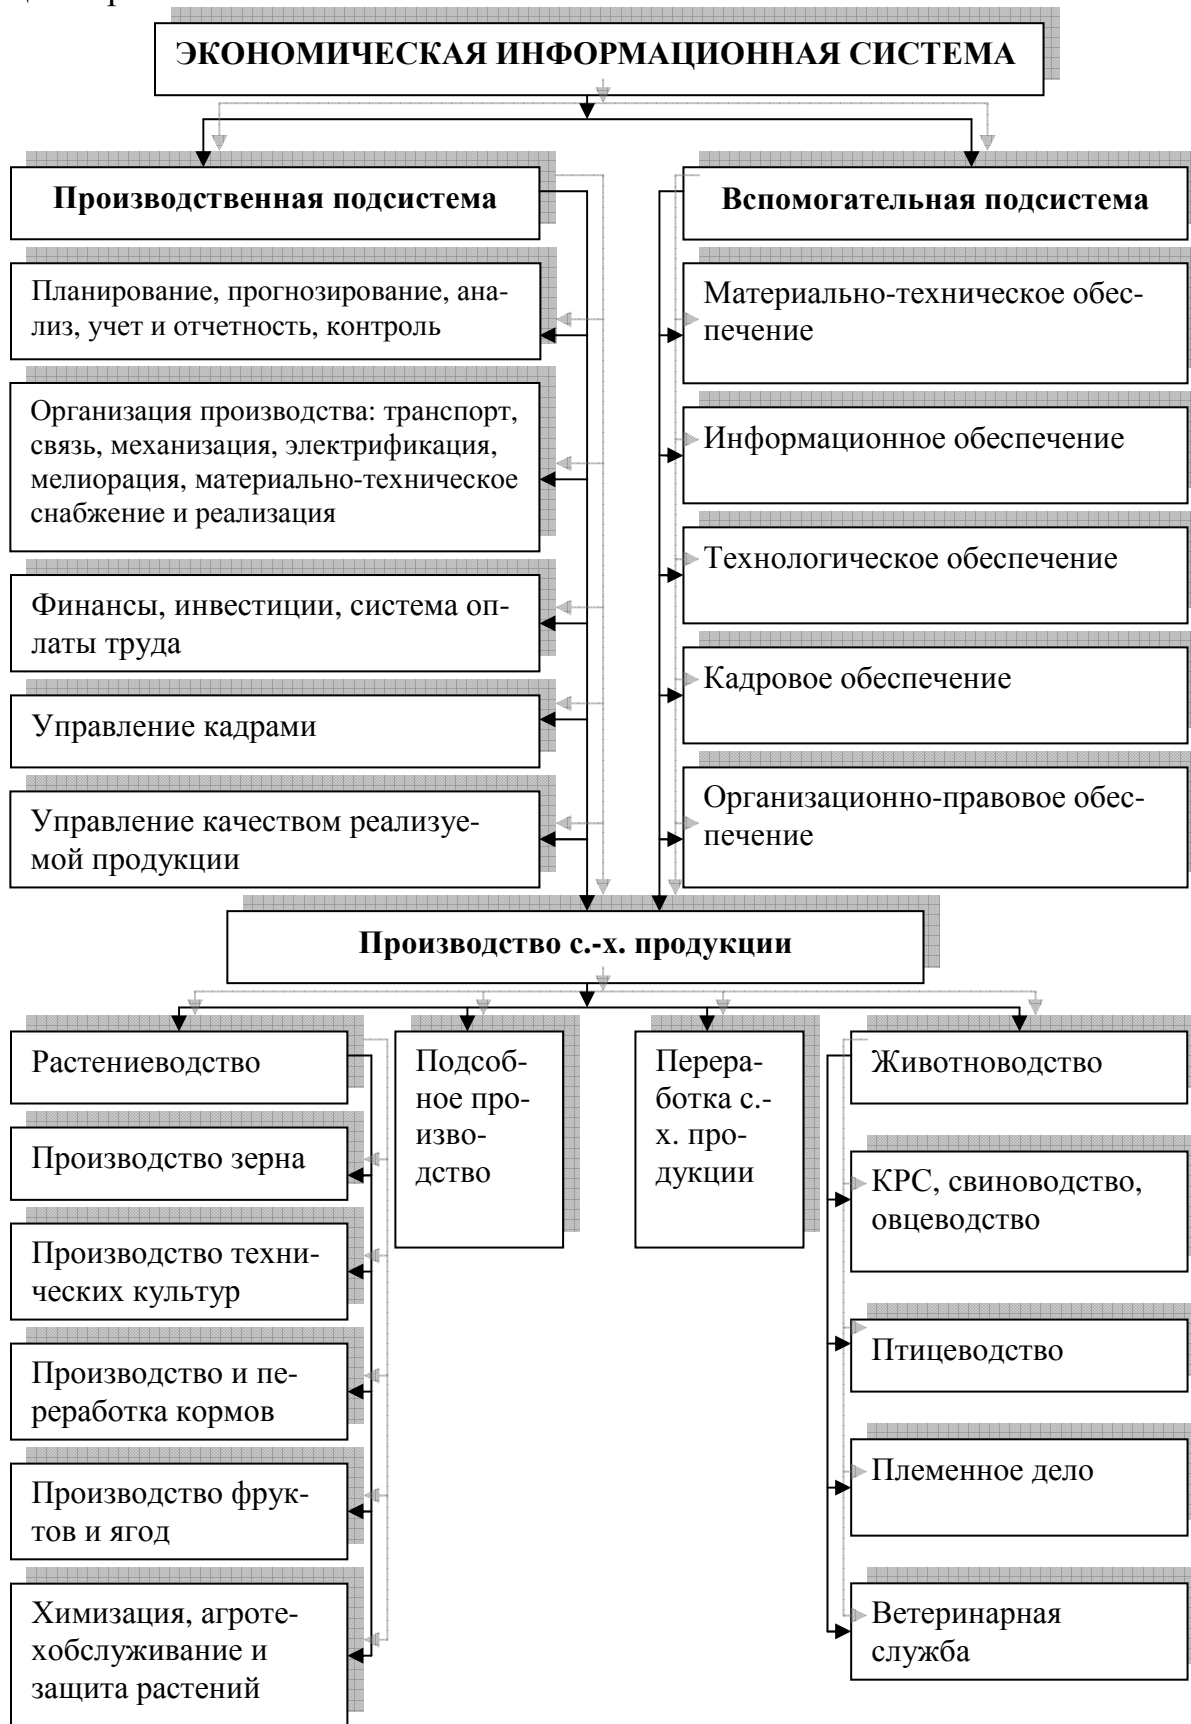 ЭКОНОМИЧЕСКАЯ ИНФОРМАЦИОННАЯ СИСТЕМА
Производственная подсистема
Планирование, прогнозирование, ана-
лиз, учет и отчетность, контроль
Организация производства: транспорт,
связь, механизация, электрификация,
мелиорация, материально-техническое
снабжение и реализация
Финансы, инвестиции, система оп-
латы труда
Управление кадрами
Управление качеством реализуе-
мой продукции
Вспомогательная подсистема
Материально-техническое обес-
печение
Информационное обеспечение
Технологическое обеспечение
Кадровое обеспечение
Организационно-правовое обес-
печение
Производство с.-х. продукции
Растениеводство
Производство зерна
Производство техни-
ческих культур
Производство и пе-
реработка кормов
Производство фрук-
тов и ягод
Химизация, агроте-
хобслуживание и
защита растений
Подсоб-
ное про-
изво-
дство
Перера-
ботка с.-
х. про-
дукции
Животноводство
КРС, свиноводство,
овцеводство
Птицеводство
Племенное дело
Ветеринарная
служба